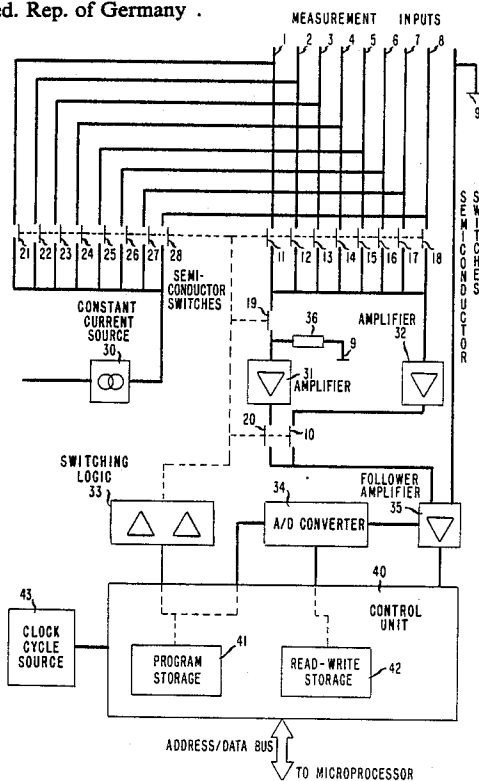 ed. Rep. of Germany .
MEASUREMENT INPUTS
1 2 3 4 5 6 7 8
9
SEMICONDUCTOR
SWITCHES
21 22 23 24 25 26 27 28
11 12 13 14 15 16 17 18
SEMI-
CONDUCTOR
SWITCHES
CONSTANT
CURRENT
SOURCE
30
19
36
9
AMPLIFIER
32
31
AMPLIFIER
20
10
SWITCHING
LOGIC
33
34
A/D CONVERTER
FOLLOWER
AMPLIFIER
35
40
CONTROL
UNIT
43
CLOCK
CYCLE
SOURCE
PROGRAM
STORAGE
41
READ-WRITE
STORAGE
42
ADDRESS/DATA BUS
TO MICROPROCESSOR